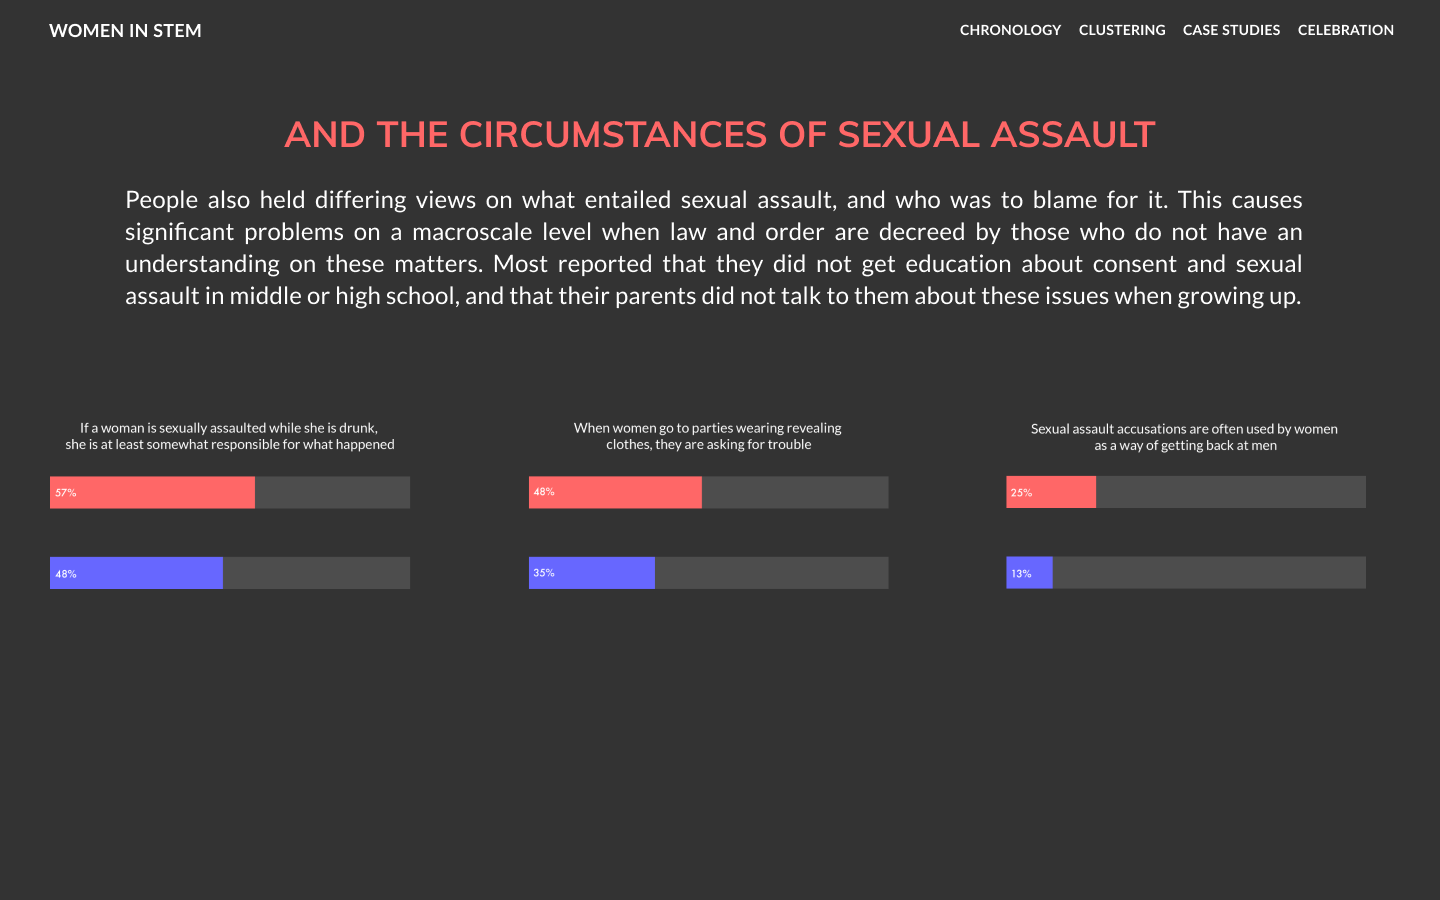 WOMEN IN STEM
CHRONOLOGY CLUSTERING CASE STUDIES CELEBRATION
AND THE CIRCUMSTANCES OF SEXUAL ASSAULT
People also held differing views on what entailed sexual assault, and who was to blame for it. This causes
significant problems on a macroscale level when law and order are decreed by those who do not have an
understanding on these matters. Most reported that they did not get education about consent and sexual
assault in middle or high school, and that their parents did not talk to them about these issues when growing up.
If a woman is sexually assaulted while she is drunk,
she is at least somewhat responsible for what happened
57%
48%
When women go to parties wearing revealing
clothes, they are asking for trouble
48%
35%
Sexual assault accusations are often used by women
as a way of getting back at men
25%
13%